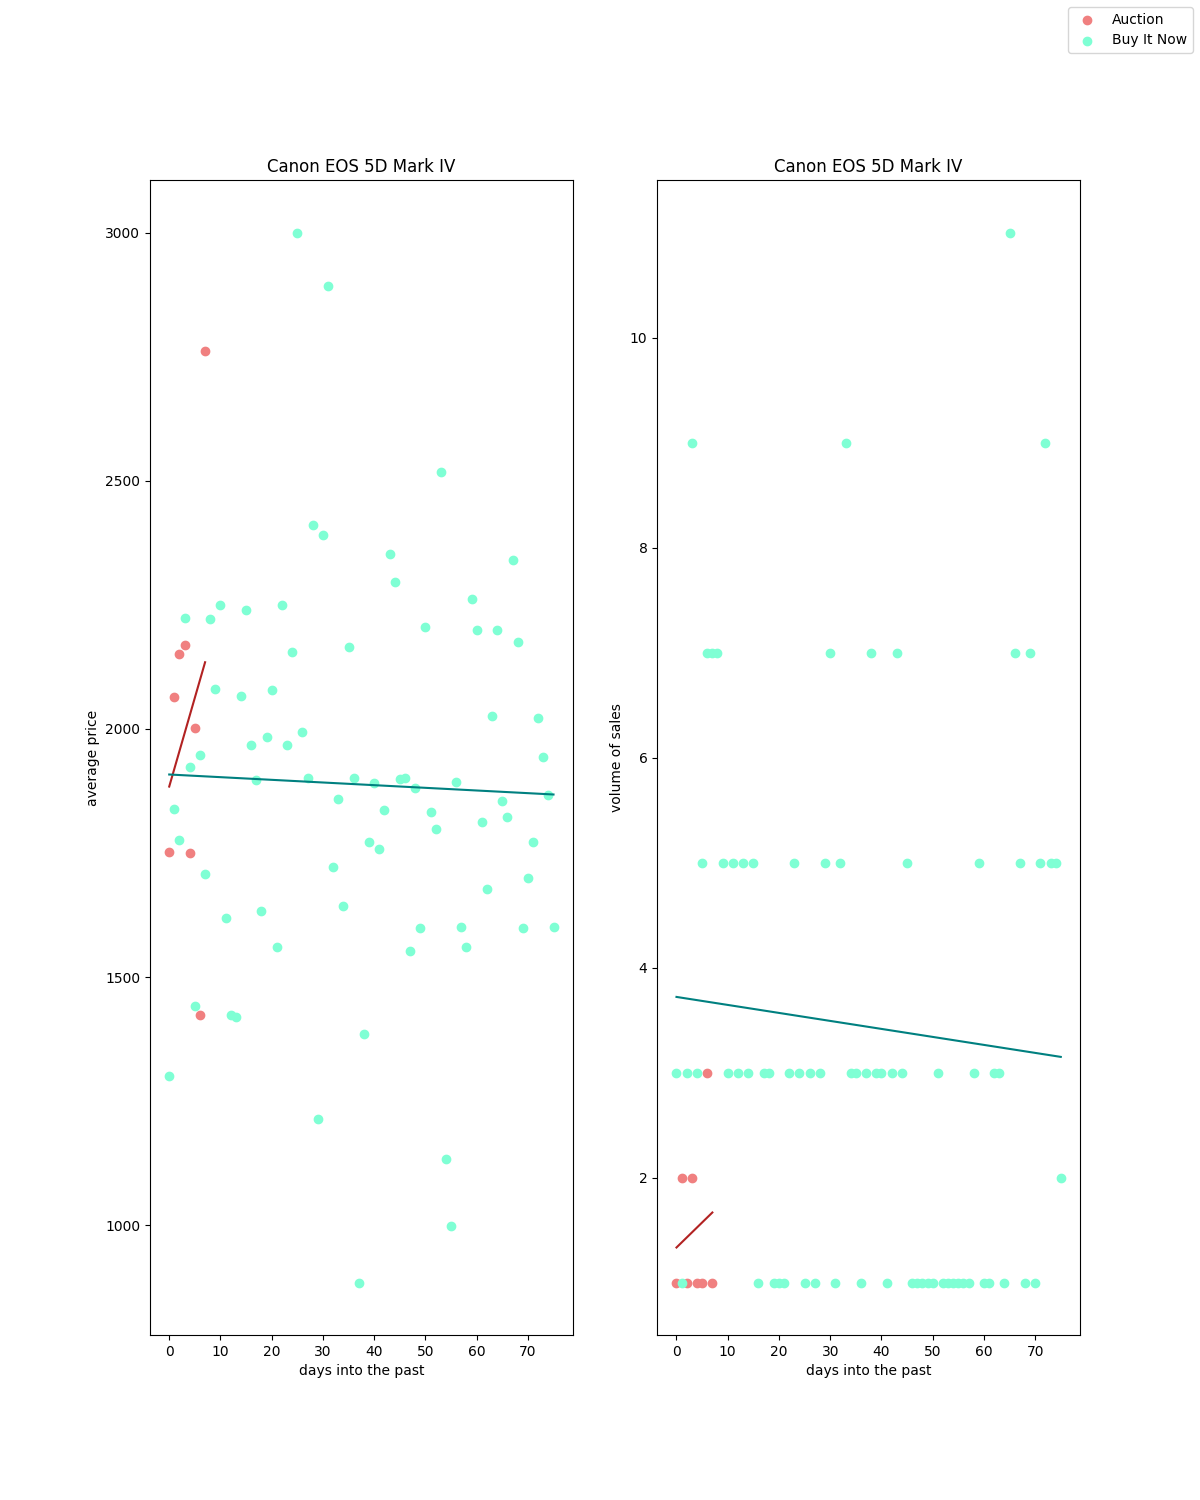 Auction
Buy It Now
Canon EOS 5D Mark IV
average price
3000
2500
2000
1500
1000
0 10 20 30 40 50 60 70
days into the past
Canon EOS 5D Mark IV
volume of sales
10
8
6
4
2
0 10 20 30 40 50 60 70
days into the past